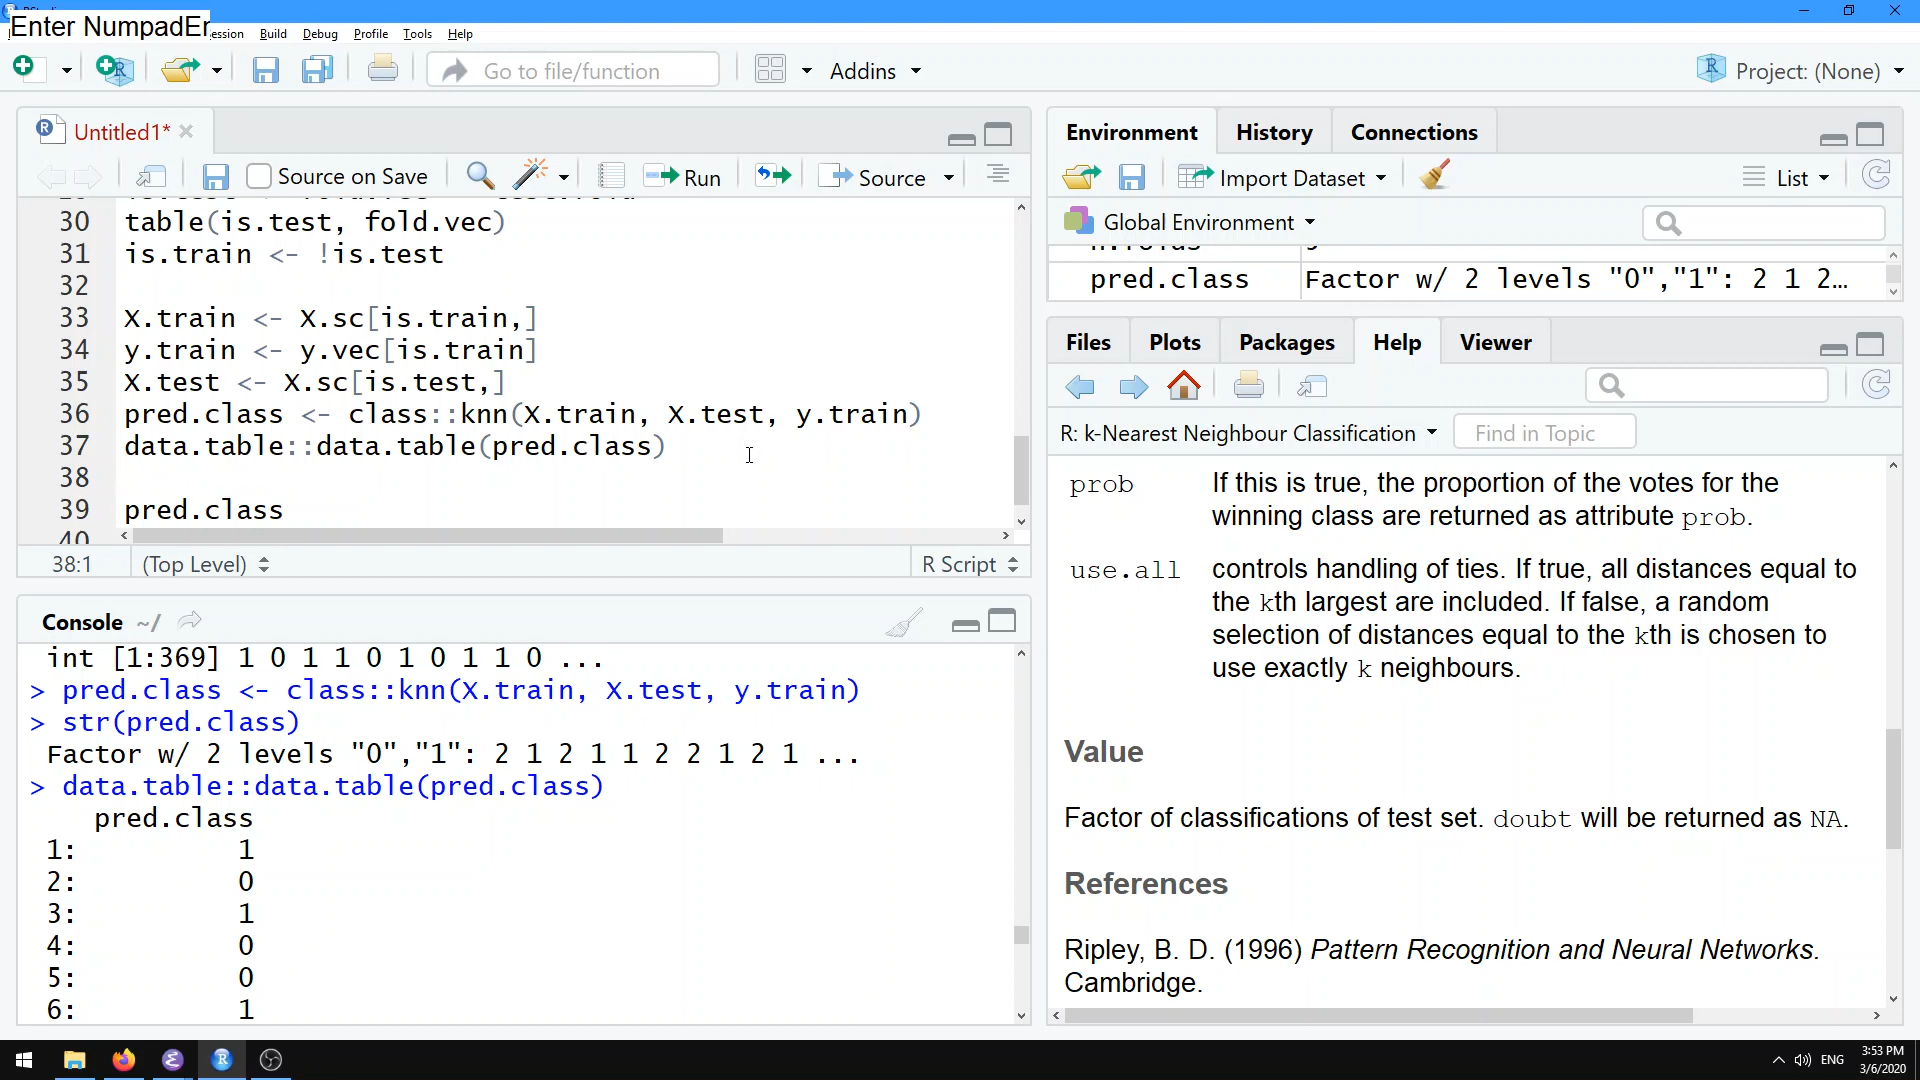 Enter NumpadEr
ession Build Debug Profile Tools Help
Go to file/function
Addins
Project: (None)
Untitled1*
Source on Save
Run
Source
30 table(is.test, fold.vec)
31 is.train <- !is.test
32
33 X.train <- X.sc[is.train,]
34 y.train <- y.vec[is.train]
35 X.test <- X.sc[is.test,]
36 pred.class <- class::knn(X.train, X.test, y.train)
37 data.table::data.table(pred.class)
38
39 pred.class
40
38:1 (Top Level) R Script
Console ~/
int [1:369] 1 0 1 1 0 1 0 1 1 0 ...
> pred.class <- class::knn(X.train, X.test, y.train)
> str(pred.class)
Factor w/ 2 levels "0","1": 2 1 2 1 1 2 2 1 2 1 ...
> data.table::data.table(pred.class)
pred.class
1: 1
2: 0
3: 1
4: 0
5: 0
6: 1
Environment History Connections
Import Dataset
List
Global Environment
pred.class Factor w/ 2 levels "0","1": 2 1 2…
Files Plots Packages Help Viewer
R: k-Nearest Neighbour Classification
Find in Topic
prob If this is true, the proportion of the votes for the
winning class are returned as attribute prob.
use.all controls handling of ties. If true, all distances equal to
the kth largest are included. If false, a random
selection of distances equal to the kth is chosen to
use exactly k neighbours.
Value
Factor of classifications of test set. doubt will be returned as NA.
References
Ripley, B. D. (1996) Pattern Recognition and Neural Networks.
Cambridge.
ENG
3:53 PM
3/6/2020